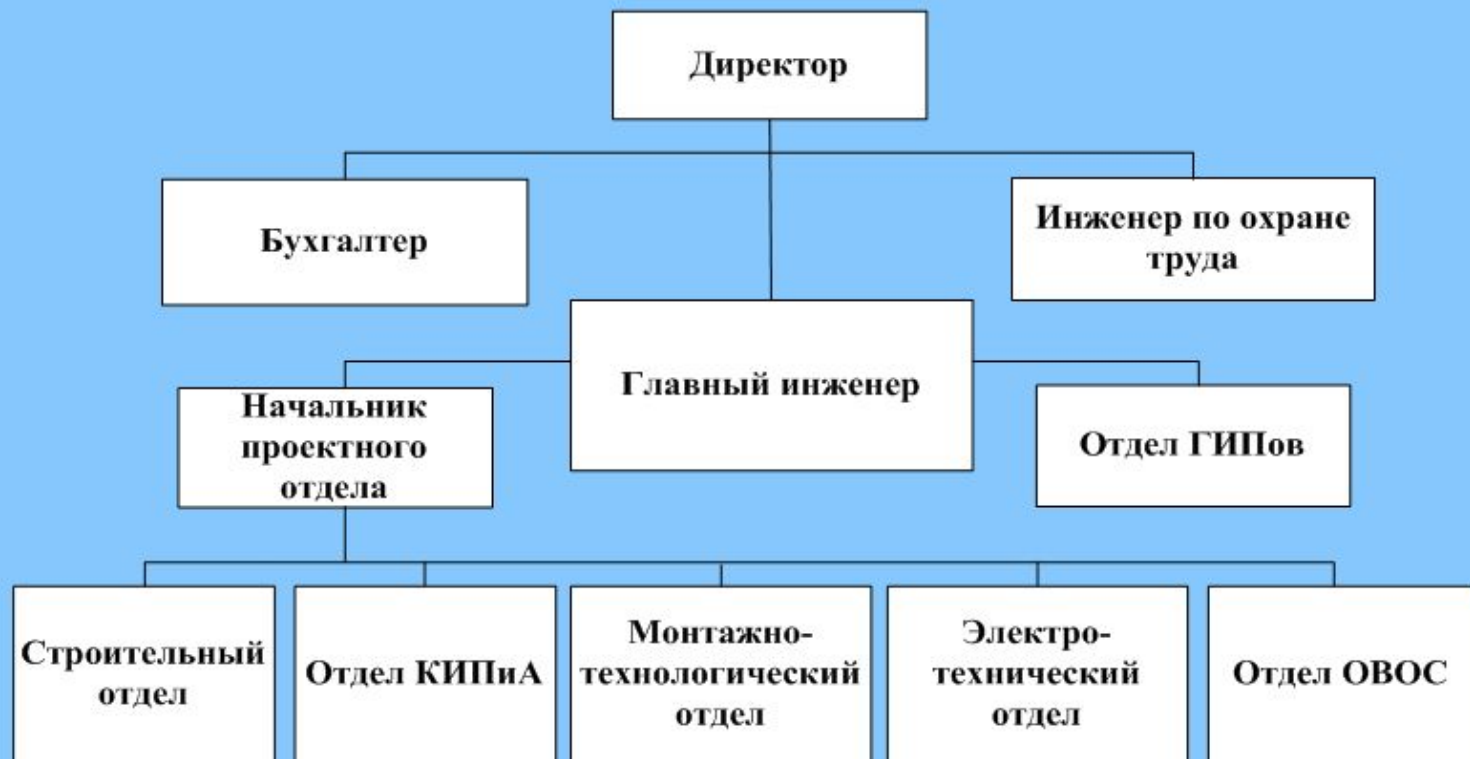 Директор
Бухгалтер
Инженер по охране
труда
Главный инженер
Начальник
проектного
отдела
Отдел ГИПов
Строительный
отдел
Отдел КИПиА
Монтажно-
технологический
отдел
Электро-
технический
отдел
Отдел ОВОС